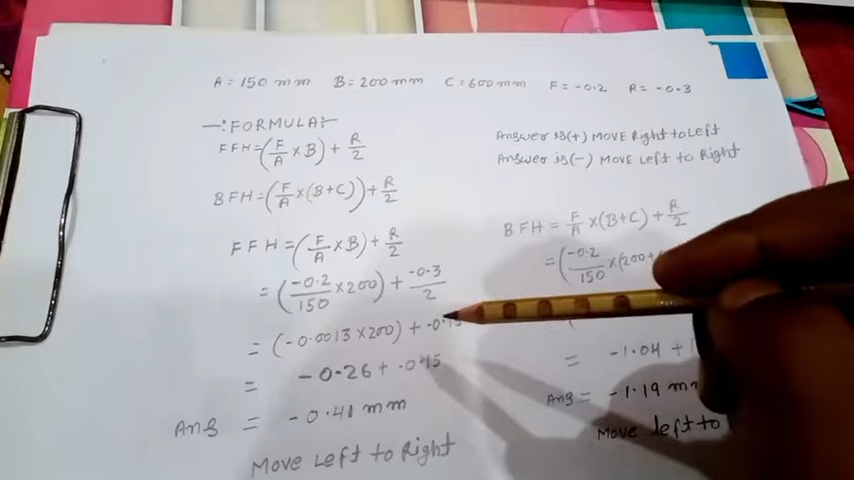 A = 150 mm B = 200 mm C = 600 mm F = -0.2 R = -0.3
-: FORMULA:-
FFH = (F/A × B) + R/2
BFH = (F/A × (B+C)) + R/2
Answer is (+) MOVE Right to Left
Answer is (-) MOVE Left to Right
FFH = (F/A × B) + R/2
= (-0.2/150 × 200) + -0.3/2
= (-0.0013 × 200) + -0.15
= -0.26 + -0.15
Ans = -0.41 mm
Move Left to Right
BFH = F/A × (B+C) + R/2
= (-0.2/150 × (200+
= -1.04 +
Ans = -1.19 mm
Move left to